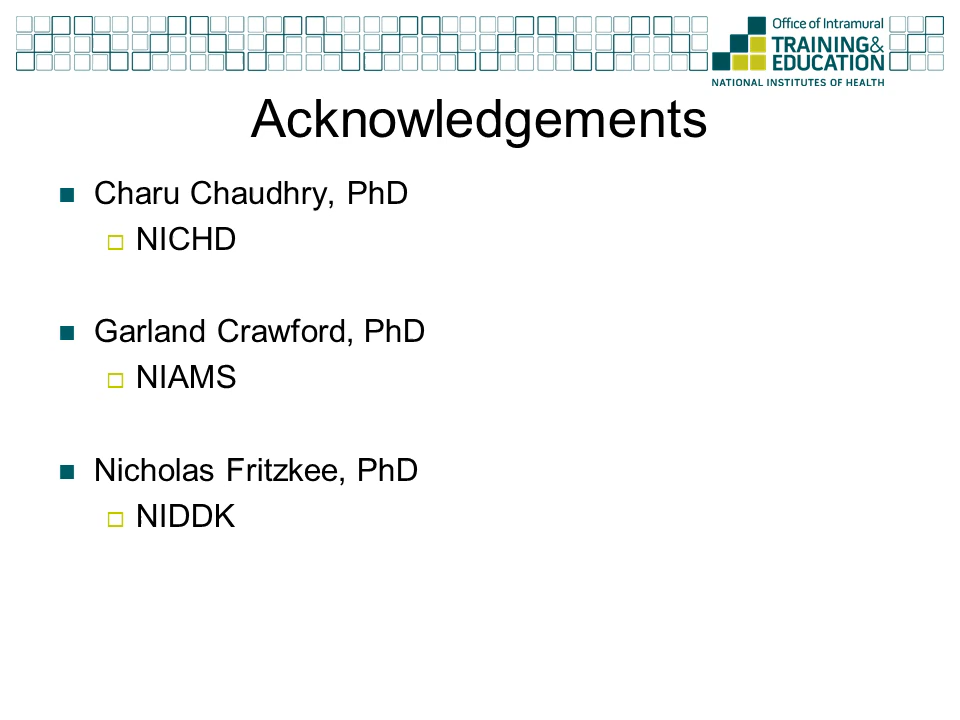 Office of Intramural
TRAINING&
EDUCATION
NATIONAL INSTITUTES OF HEALTH
Acknowledgements
Charu Chaudhry, PhD
NICHD
Garland Crawford, PhD
NIAMS
Nicholas Fritzkee, PhD
NIDDK